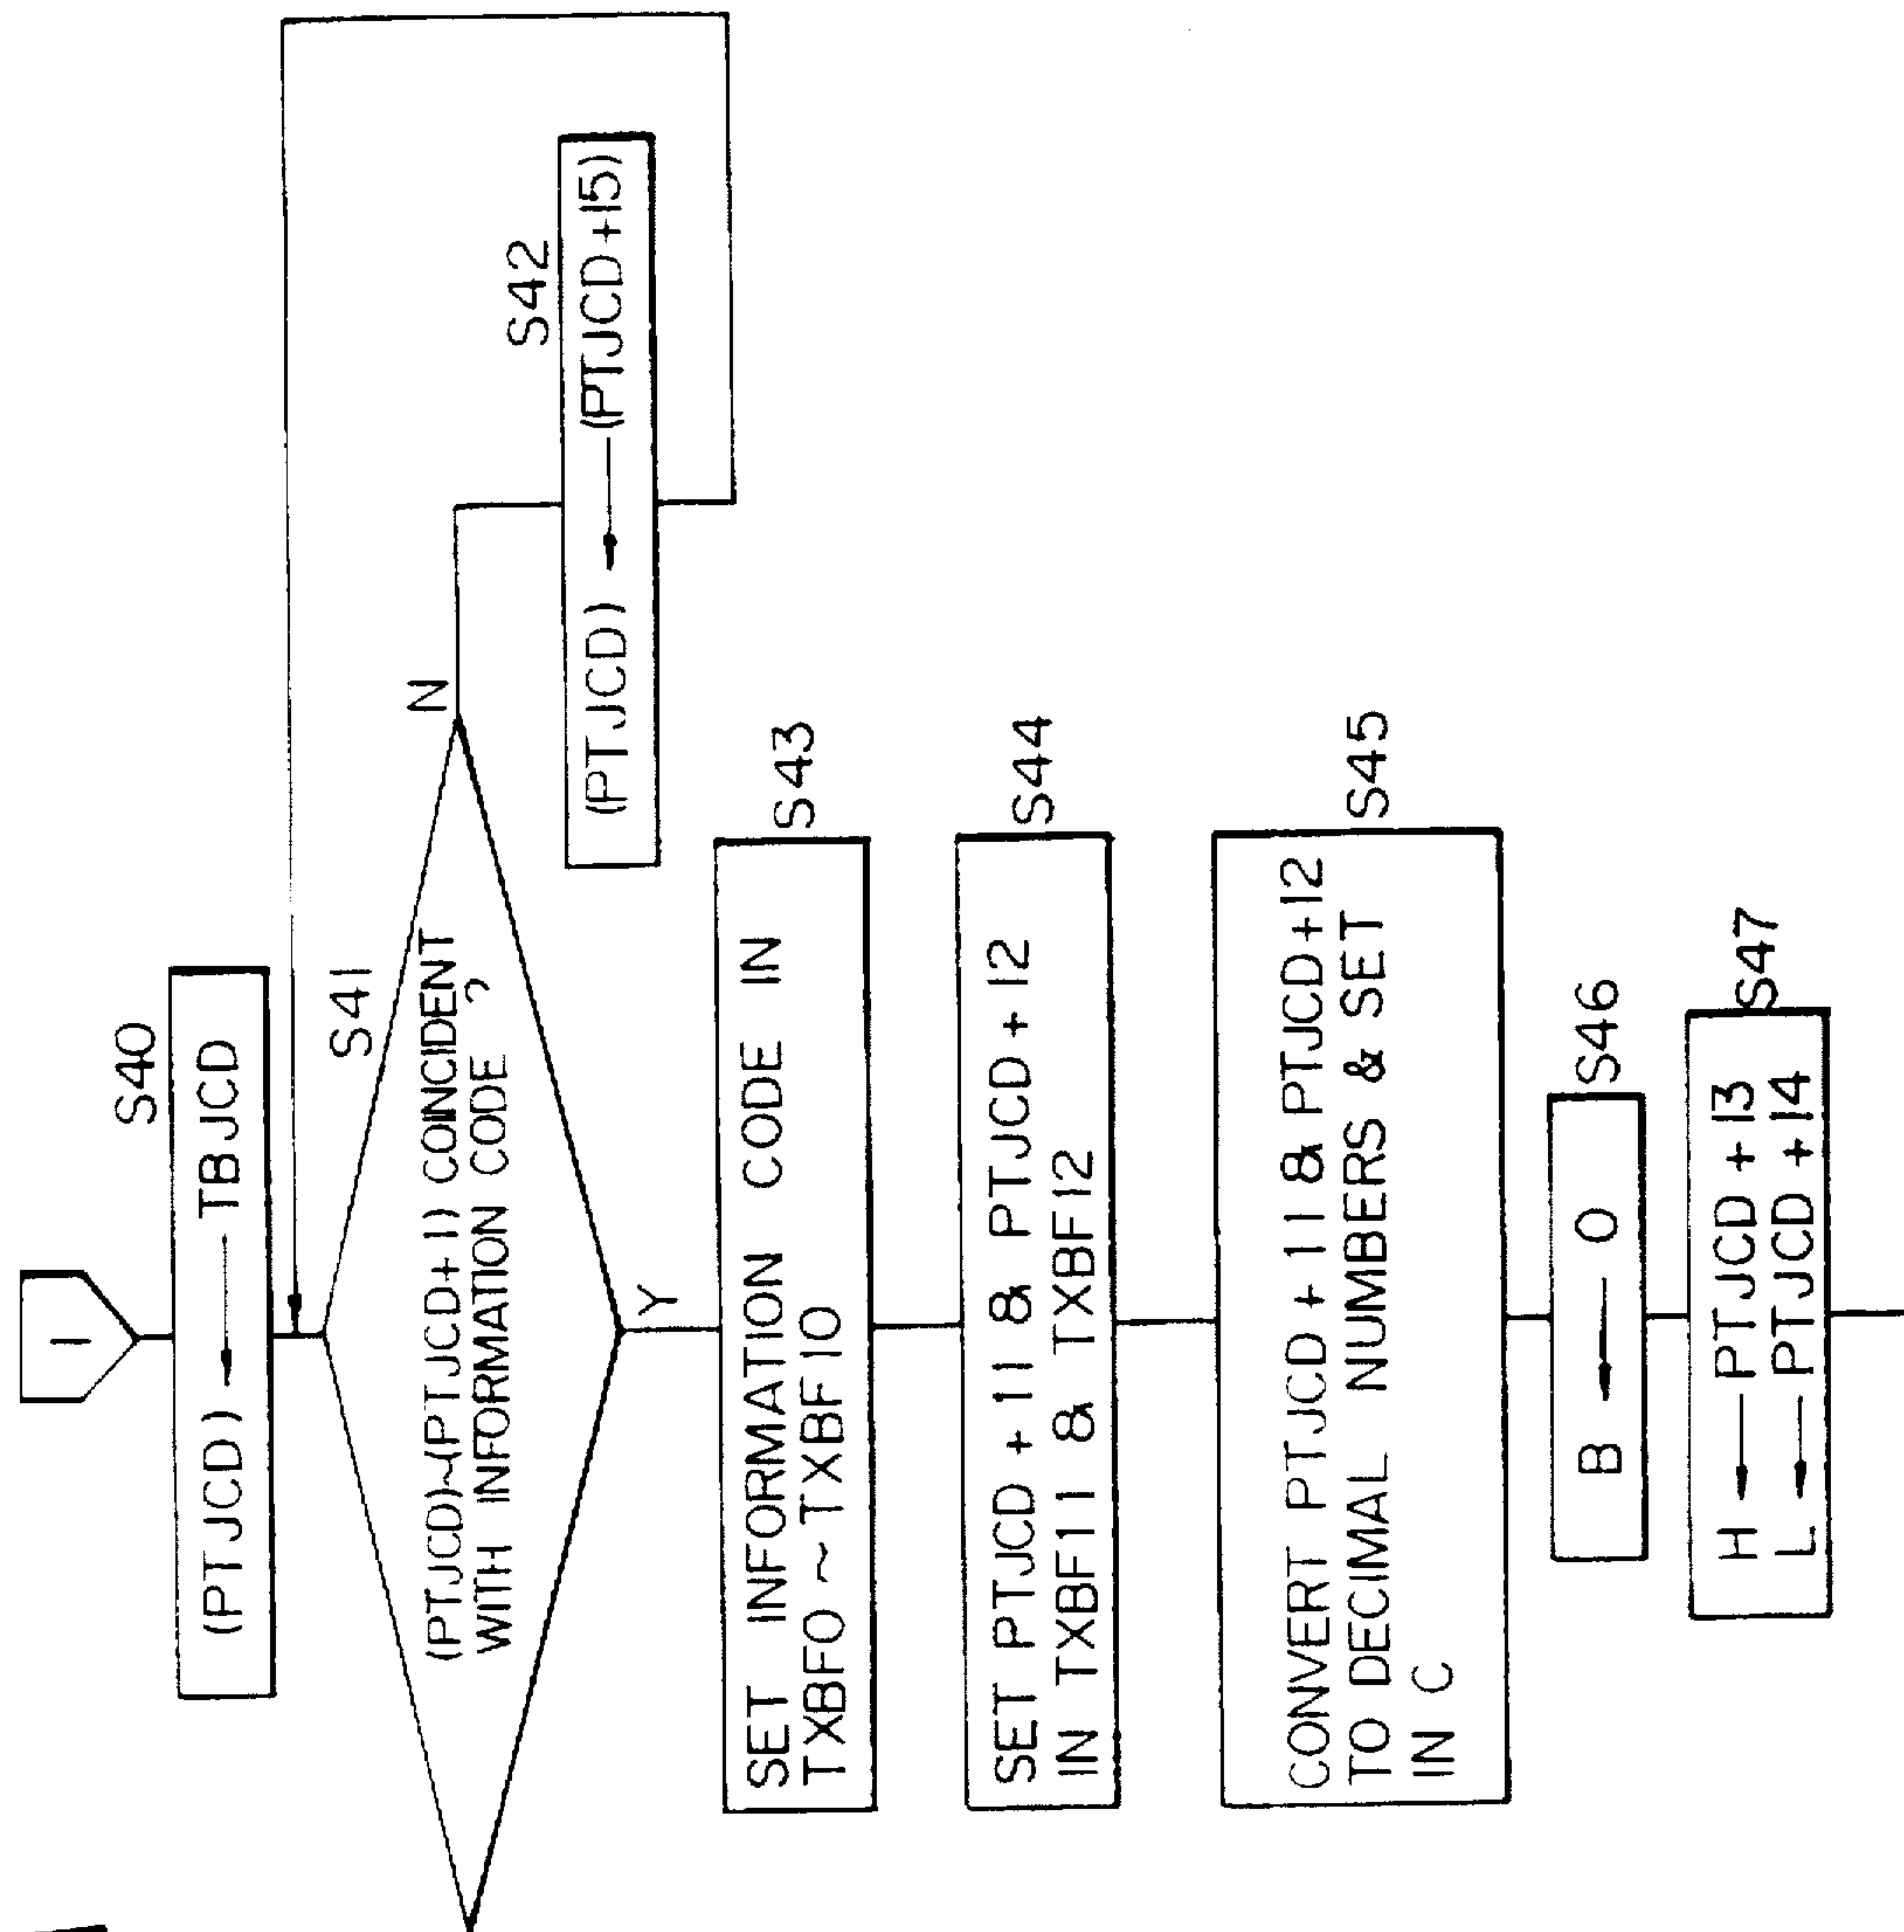 1
S40
(PTJCD) ← TBJCD
S41
(PTJCD)~(PTJCD+1) COINCIDENT
WITH INFORMATION CODE ?
N
S42
(PTJCD) ← (PTJCD+15)
Y
S43
SET INFORMATION CODE IN
TXBF0 ~ TXBF10
S44
SET PTJCD + 11 & PTJCD + 12
IN TXBF11 & TXBF12
S45
CONVERT PTJCD + 11 & PTJCD+12
TO DECIMAL NUMBERS & SET
IN C
S46
B ← 0
S47
H ← PTJCD + 13
L ← PTJCD + 14